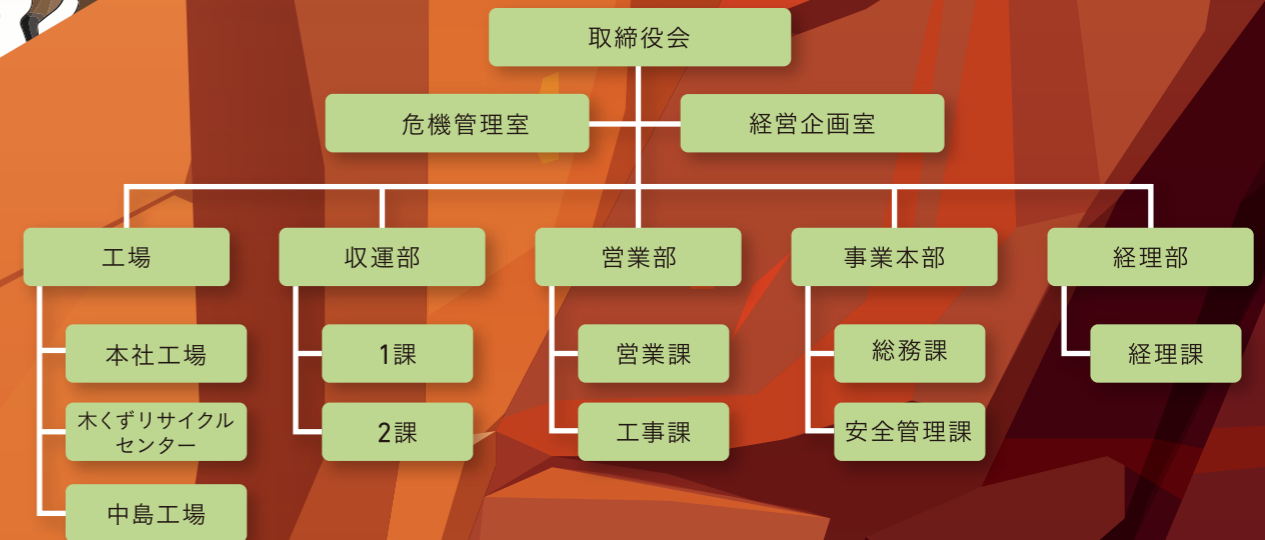 取締役会
危機管理室
経営企画室
工場
収運部
営業部
事業本部
経理部
本社工場
1課
営業課
総務課
経理課
木くずリサイクル
センター
2課
工事課
安全管理課
中島工場